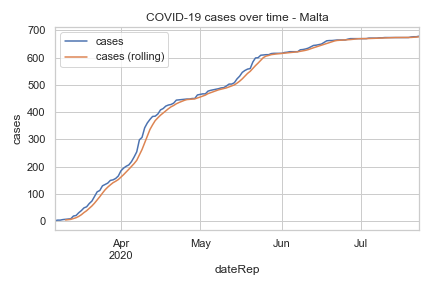 COVID-19 cases over time - Malta
700
cases
cases (rolling)
600
500
400
300
200
100
0
cases
Apr
2020
May
Jun
Jul
dateRep